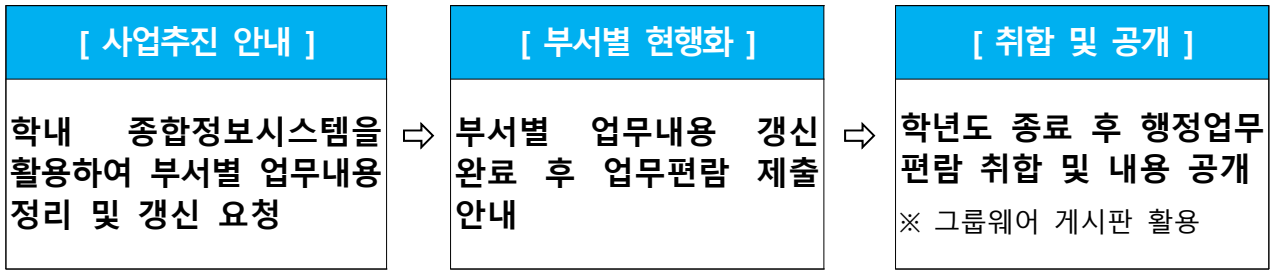 [ 사업추진 안내 ]
학내 종합정보시스템을
활용하여 부서별 업무내용
정리 및 갱신 요청
⇨
[ 부서별 현행화 ]
부서별 업무내용 갱신
완료 후 업무편람 제출
안내
⇨
[ 취합 및 공개 ]
학년도 종료 후 행정업무
편람 취합 및 내용 공개
※ 그룹웨어 게시판 활용